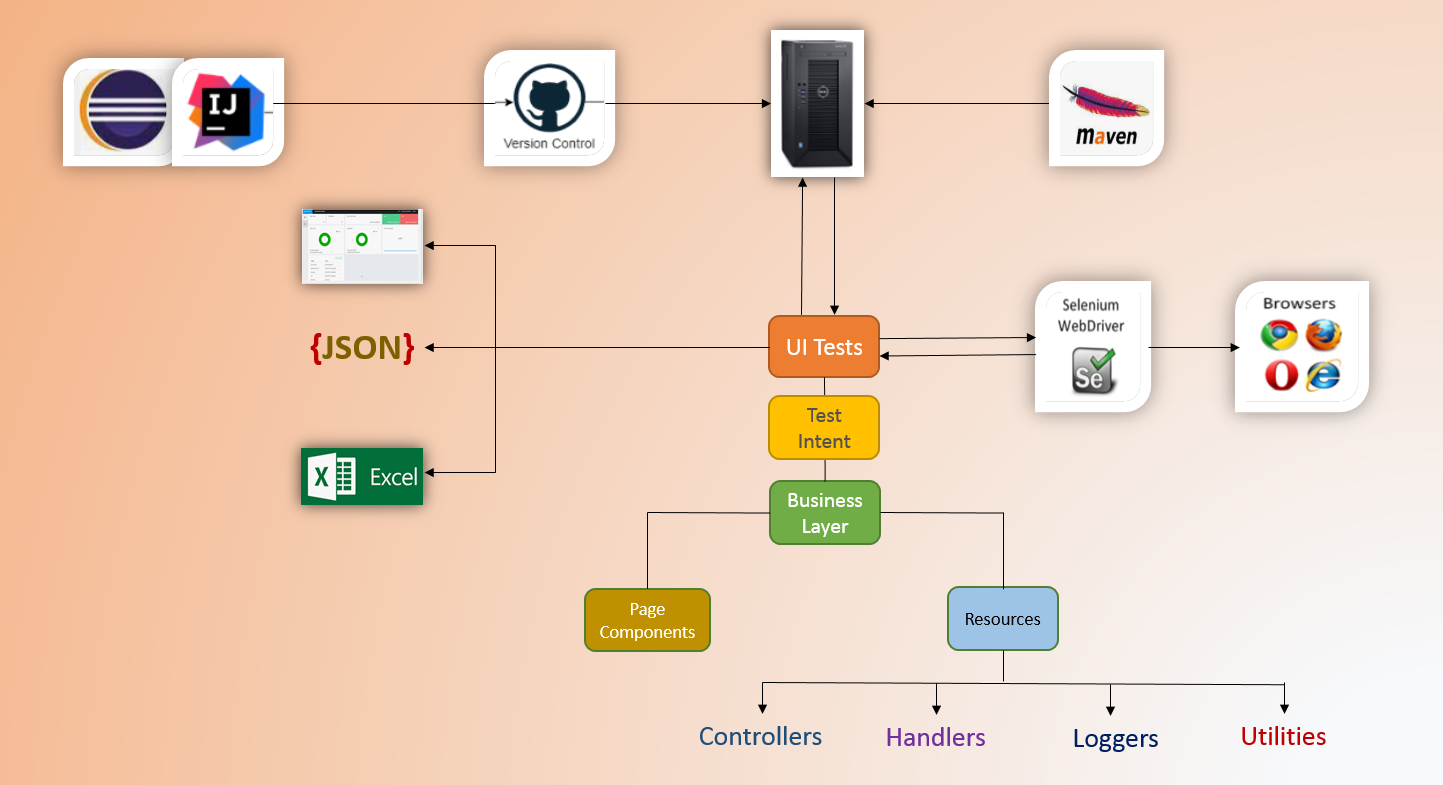 IJ
Version Control
maven
Selenium
WebDriver
Se
Browsers
{JSON}
UI Tests
Test
Intent
X
Excel
Business
Layer
Page
Components
Resources
Controllers
Handlers
Loggers
Utilities